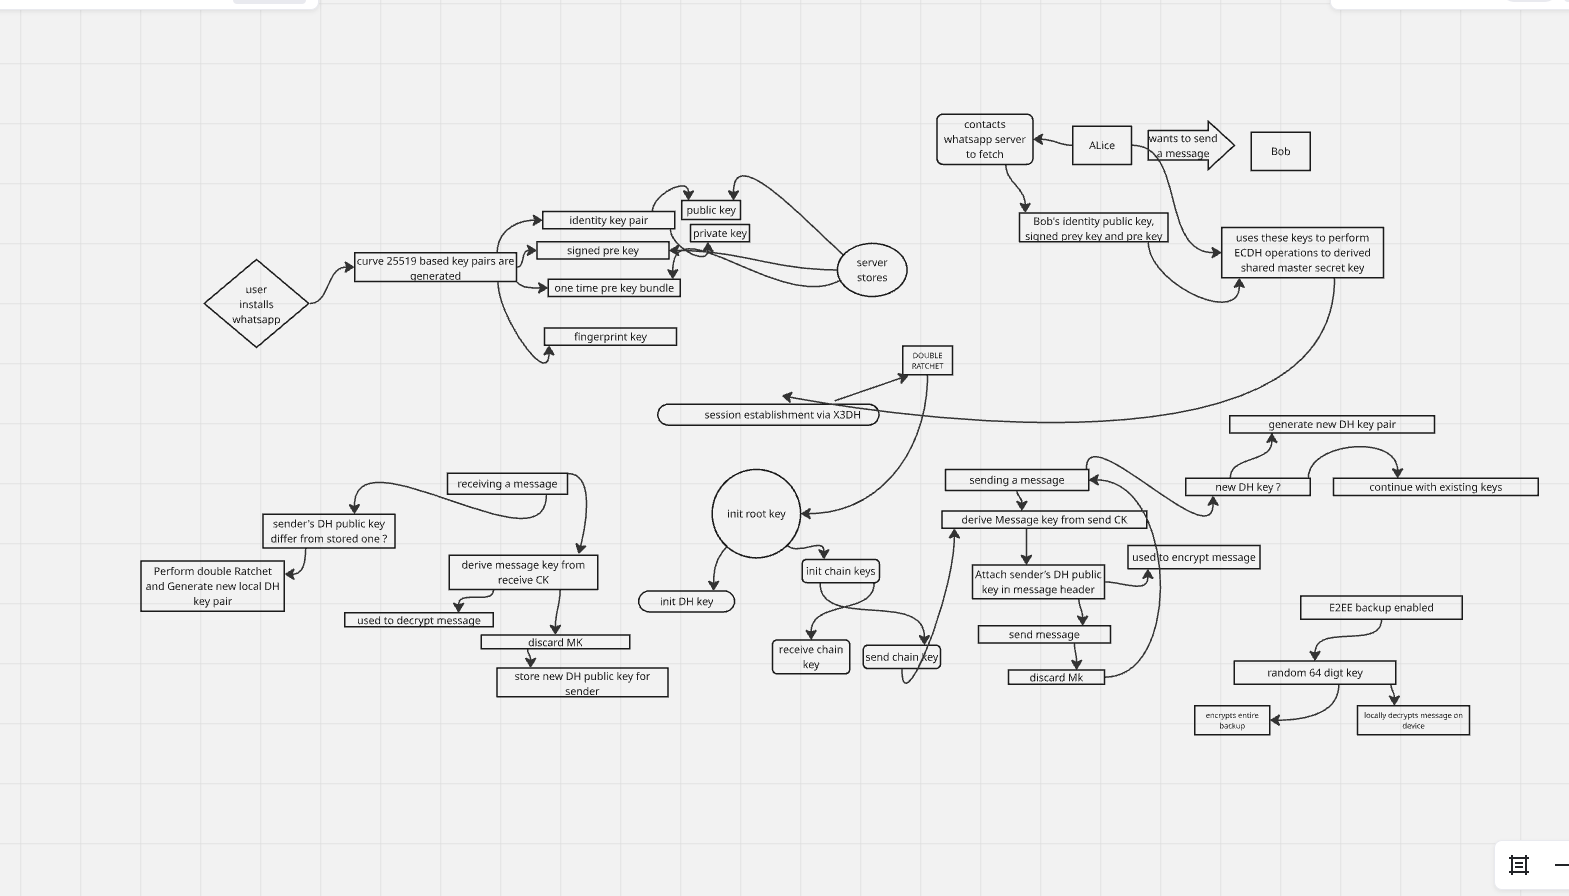 contacts
whatsapp server
to fetch
ALice
wants to send
a message
Bob
Bob's identity public key,
signed prey key and pre key
uses these keys to perform
ECDH operations to derived
shared master secret key
identity key pair
public key
private key
signed pre key
curve 25519 based key pairs are
generated
one time pre key bundle
server
stores
user
installs
whatsapp
fingerprint key
DOUBLE
RATCHET
session establishment via X3DH
generate new DH key pair
new DH key ?
continue with existing keys
receiving a message
sender's DH public key
differ from stored one ?
Perform double Ratchet
and Generate new local DH
key pair
derive message key from
receive CK
used to decrypt message
discard MK
store new DH public key for
sender
init root key
init DH key
init chain keys
receive chain
key
send chain key
sending a message
derive Message key from send CK
used to encrypt message
Attach sender's DH public
key in message header
send message
discard Mk
E2EE backup enabled
random 64 digt key
encrypts entire
backup
locally decrypts message on
device